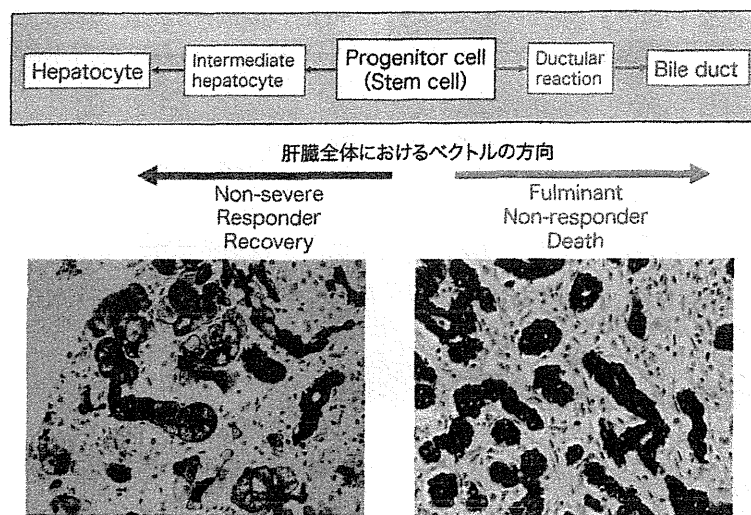 Hepatocyte
Intermediate
hepatocyte
Progenitor cell
(Stem cell)
Ductular
reaction
Bile duct
肝臓全体におけるベクトルの方向
Non-severe
Responder
Recovery
Fulminant
Non-responder
Death